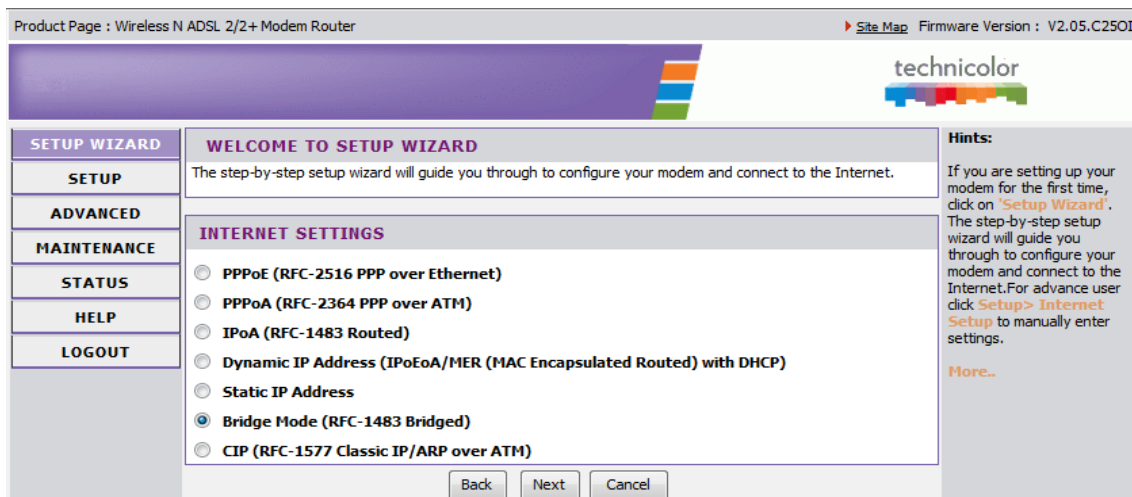 Product Page : Wireless N ADSL 2/2+ Modem Router
Site Map Firmware Version : V2.05.C25OI
technicolor
SETUP WIZARD
SETUP
ADVANCED
MAINTENANCE
STATUS
HELP
LOGOUT
WELCOME TO SETUP WIZARD
The step-by-step setup wizard will guide you through to configure your modem and connect to the Internet.
INTERNET SETTINGS
PPPoE (RFC-2516 PPP over Ethernet)
PPPoA (RFC-2364 PPP over ATM)
IPoA (RFC-1483 Routed)
Dynamic IP Address (IPoEoA/MER (MAC Encapsulated Routed) with DHCP)
Static IP Address
Bridge Mode (RFC-1483 Bridged)
CIP (RFC-1577 Classic IP/ARP over ATM)
Back Next Cancel
Hints:
If you are setting up your
modem for the first time,
click on 'Setup Wizard'.
The step-by-step setup
wizard will guide you
through to configure your
modem and connect to the
Internet.For advance user
click Setup> Internet
Setup to manually enter
settings.
More..